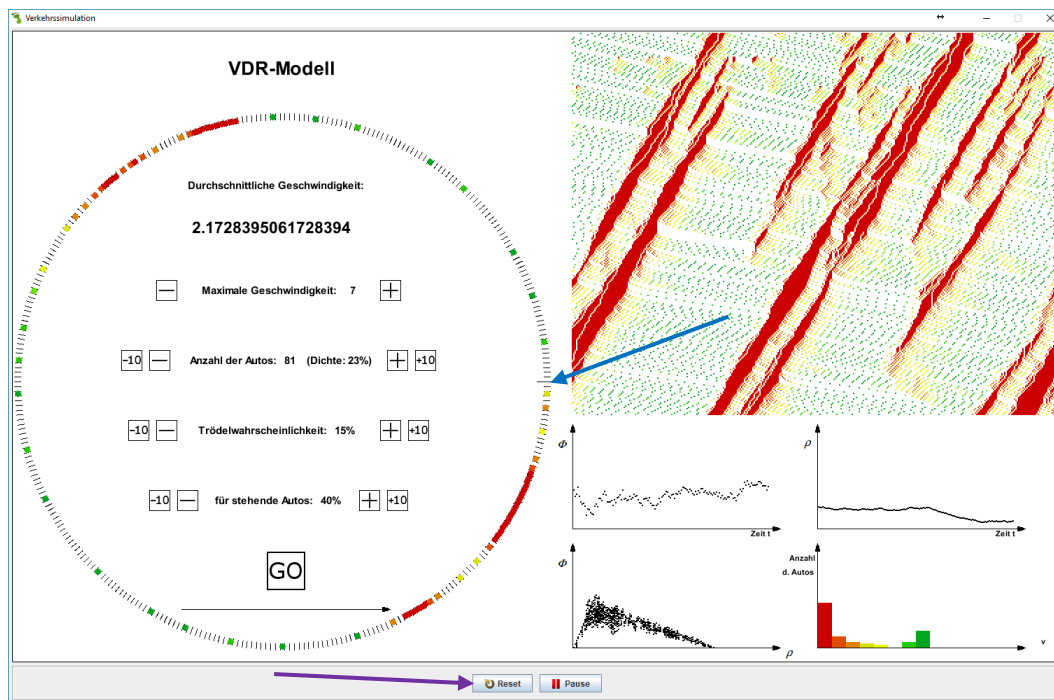 Verkehrssimulation
VDR-Modell
Durchschnittliche Geschwindigkeit:
2.1728395061728394
Maximale Geschwindigkeit: 7
-10 Anzahl der Autos: 81 (Dichte: 23%) +10
-10 Trödelwahrscheinlichkeit: 15% +10
-10 für stehende Autos: 40% +10
GO
Φ
Zeit t
ρ
Zeit t
Φ
ρ
Anzahl
d. Autos
v
Reset
Pause